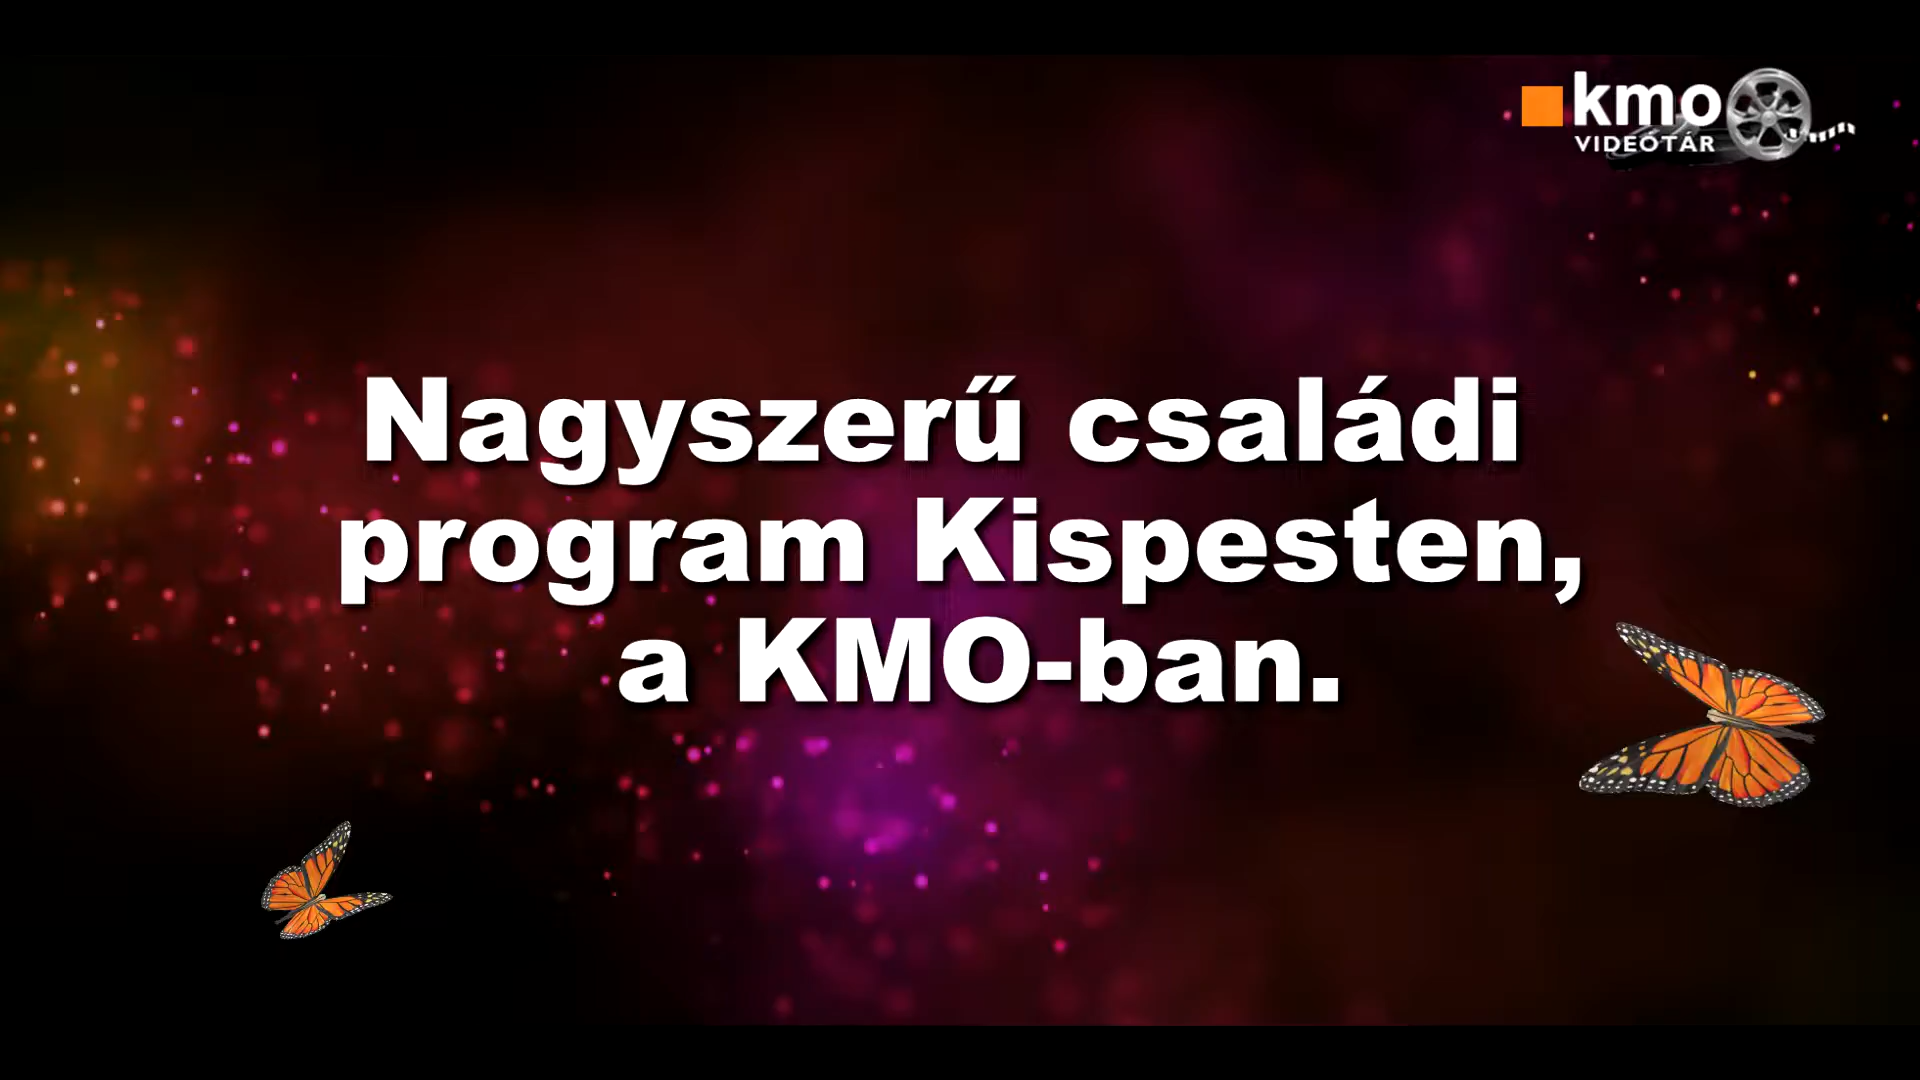 kmo
VIDEÓTÁR
Nagyszerű családi
program Kispesten,
a KMO-ban.